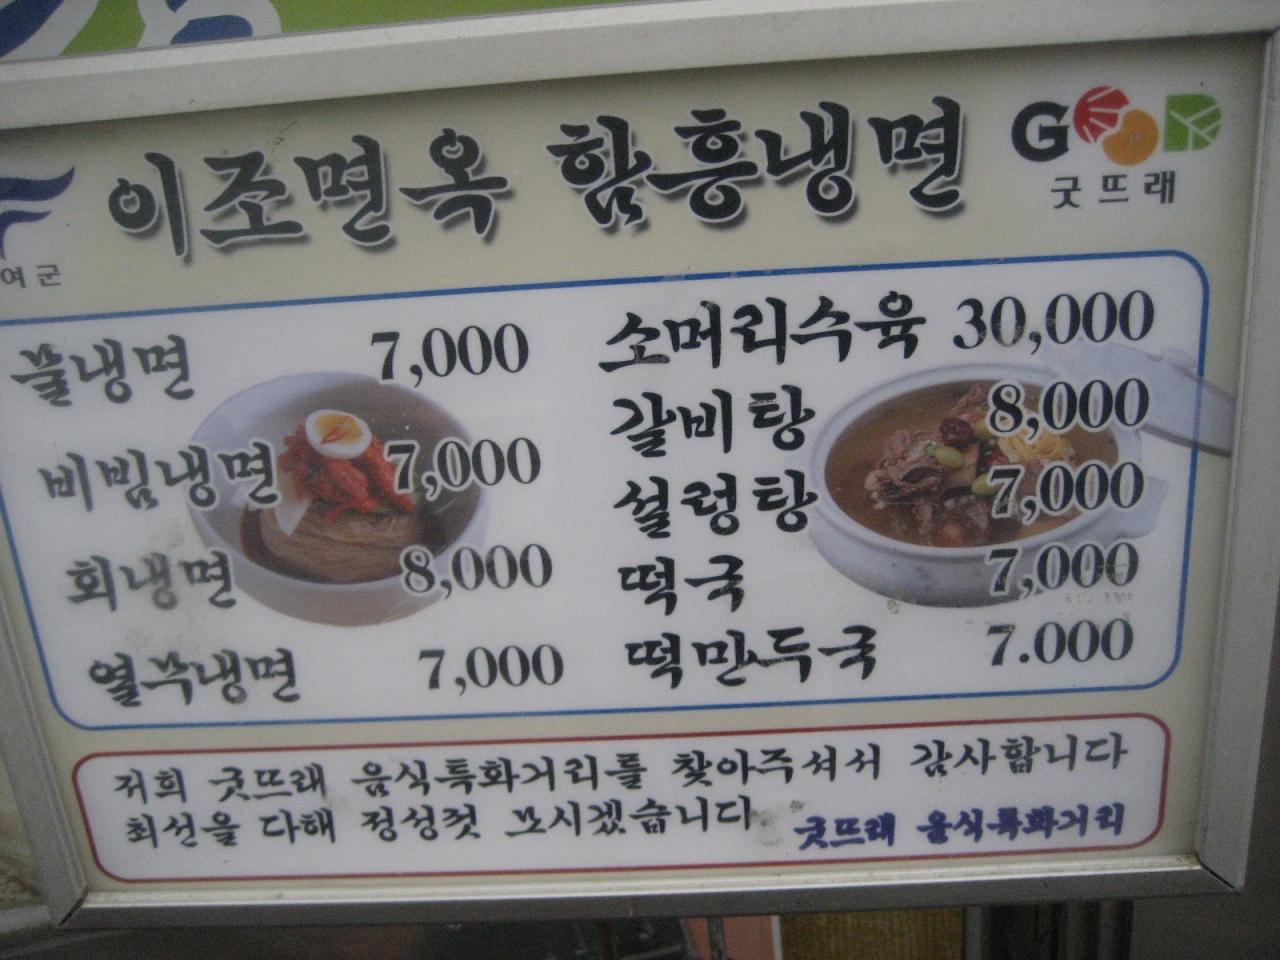 이조면옥 함흥냉면
GOOD
굿뜨래
여군
물냉면 7,000
비빔냉면 7,000
회냉면 8,000
열무냉면 7,000
소머리수육 30,000
갈비탕 8,000
설렁탕 7,000
떡국 7,000
떡만두국 7.000
저희 굿뜨래 음식특화거리를 찾아주셔서 감사합니다
최선을 다해 정성껏 모시겠습니다
굿뜨래 음식특화거리